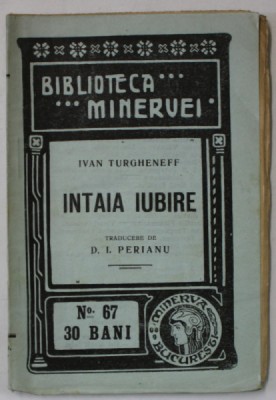 BIBLIOTECA
MINERVEI
IVAN TURGHENEFF
INTAIA IUBIRE
TRADUCERE DE
D. I. PERIANU
No. 67
30 BANI
MINERVA
BUCUREȘTI